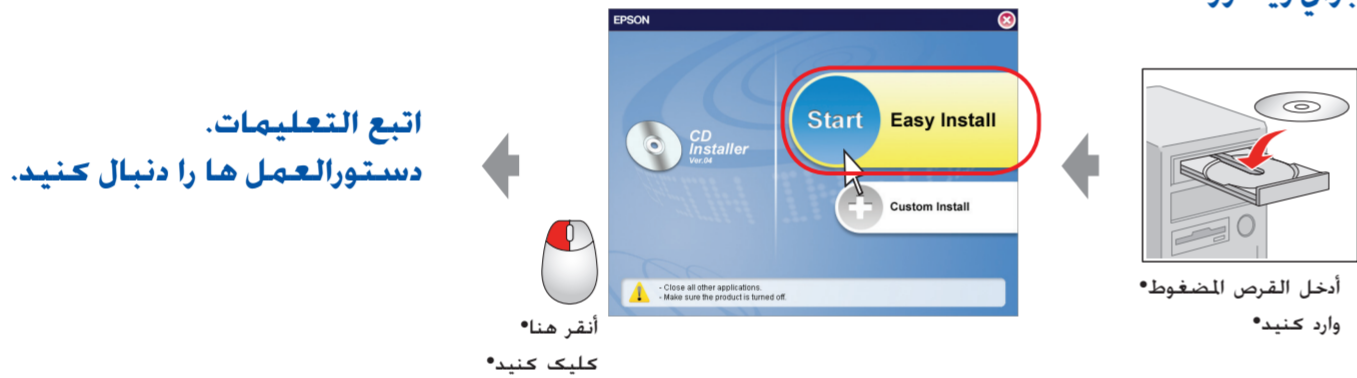 أدخل القرص المضغوط•
وارد كنيد•
EPSON
CD
Installer
Ver.04
Start
Easy Install
Custom Install
- Close all other applications.
- Make sure the product is turned off.
أنقر هنا•
كليک كنيد•
اتبع التعليمات.
دستورالعمل ها را دنبال كنيد.